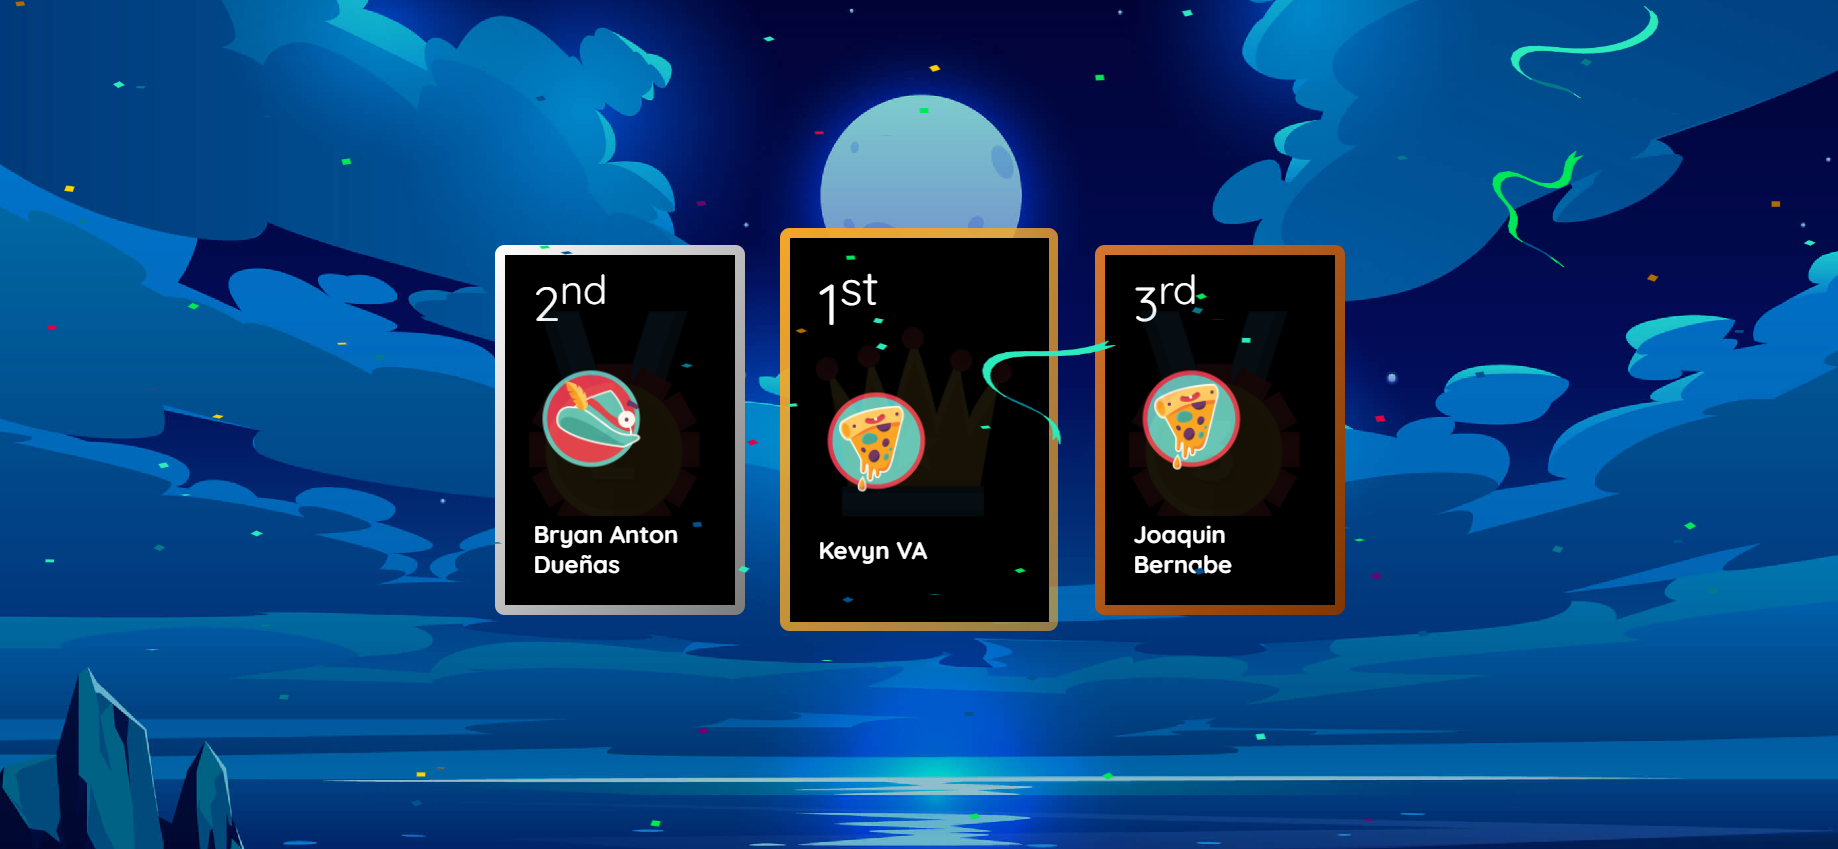 2nd
Bryan Anton
Dueñas
1st
Kevyn VA
3rd
Joaquin
Bernabe